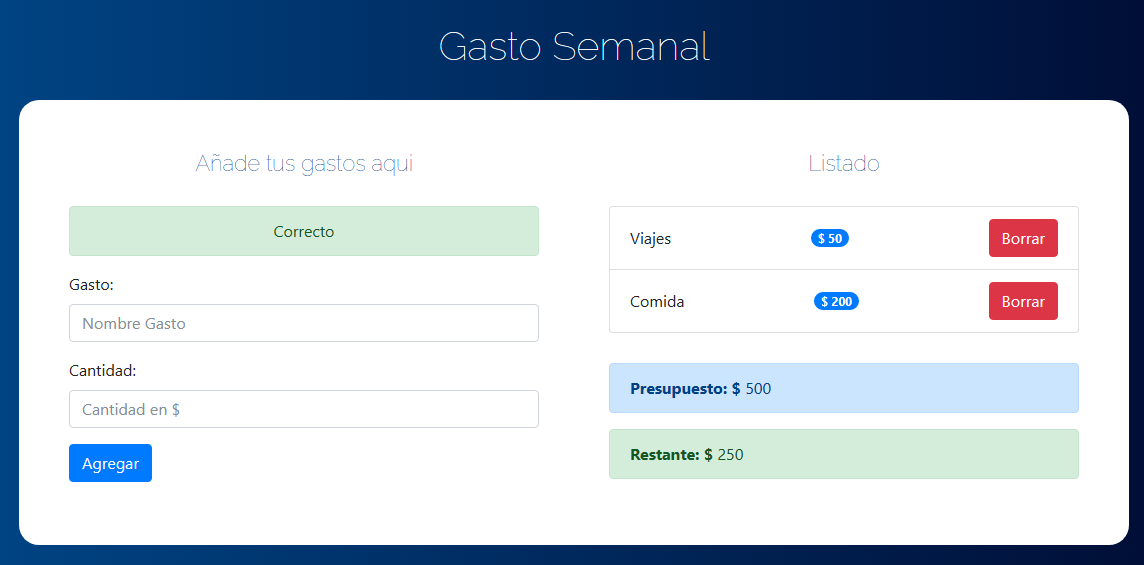 Gasto Semanal
Añade tus gastos aqui
Correcto
Gasto:
Nombre Gasto
Cantidad:
Cantidad en $
Agregar
Listado
Viajes $ 50 Borrar
Comida $ 200 Borrar
Presupuesto: $ 500
Restante: $ 250